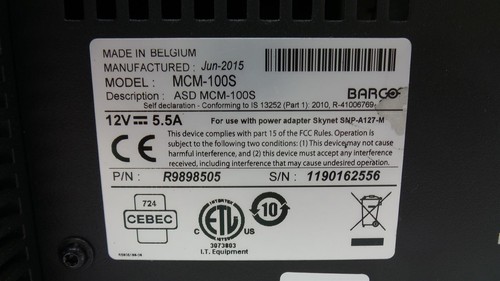 MADE IN BELGIUM
MANUFACTURED : Jun-2015
MODEL : MCM-100S
Description : ASD MCM-100S
BARCO
Self declaration - Conforming to IS 13252 (Part 1): 2010, R-41006769
12V 5.5A For use with power adapter Skynet SNP-A127-M
This device complies with part 15 of the FCC Rules. Operation is
subject to the following two conditions: (1) This device may not cause
harmful interference, and (2) this device must accept any interference
received, including interference that may cause undesired operation.
CE
P/N : R9898505 S/N : 1190162556
724
CEBEC
INTERTEK
ETL
C US
LISTED
3073803
I.T. Equipment
10